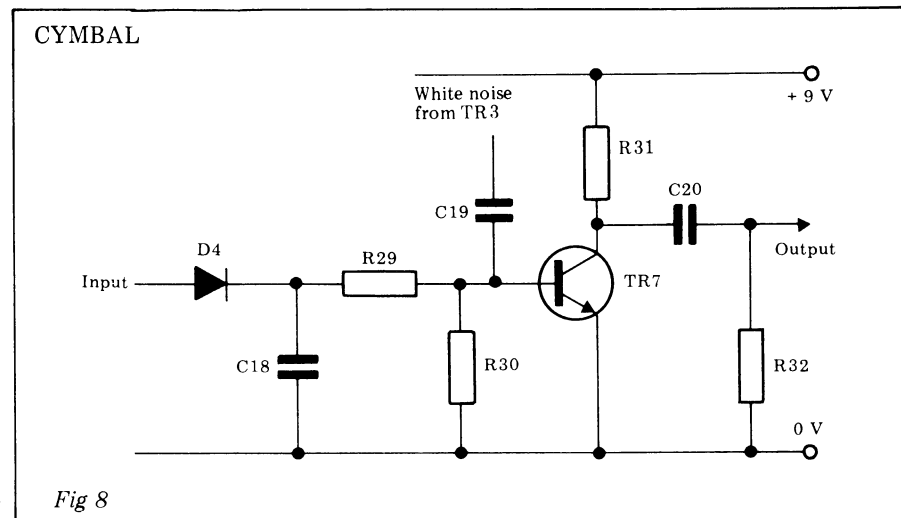 CYMBAL
White noise
from TR3
+ 9 V
R31
C20
C19
Output
D4
R29
Input
TR7
C18
R30
R32
0 V
Fig 8